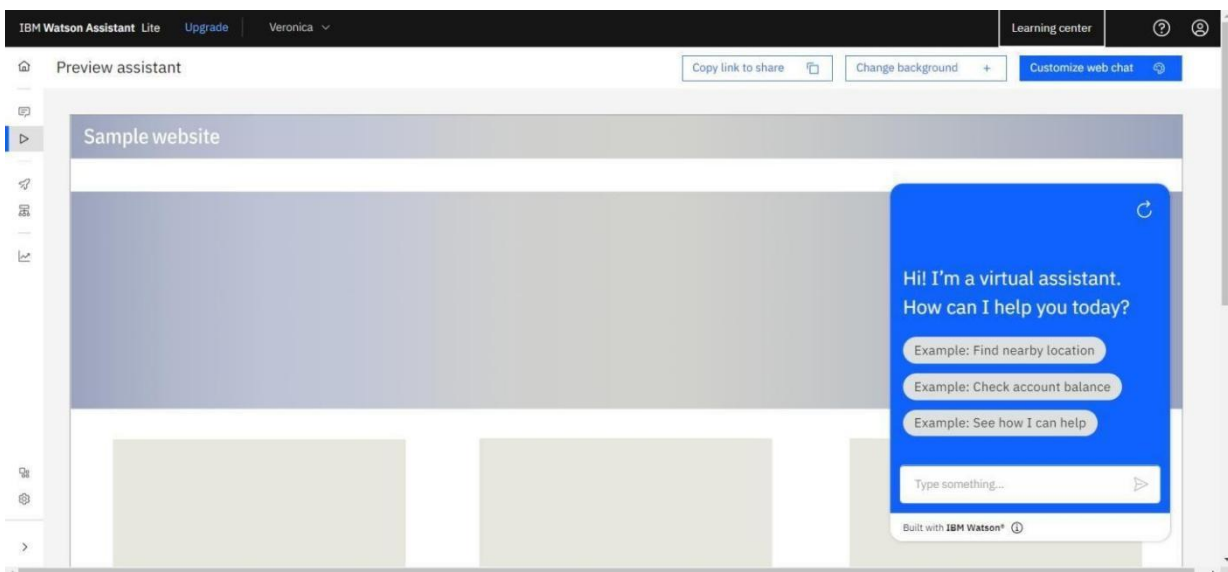 IBM Watson Assistant Lite Upgrade Veronica Learning center
Preview assistant Copy link to share Change background + Customize web chat
Sample website
Hi! I'm a virtual assistant.
How can I help you today?
Example: Find nearby location
Example: Check account balance
Example: See how I can help
Type something...
Built with IBM Watson®